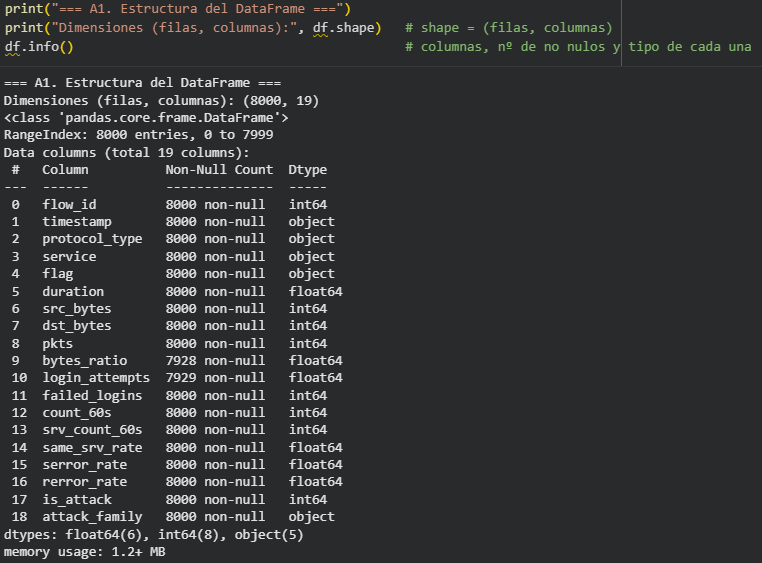 print("=== A1. Estructura del DataFrame ===")
print("Dimensiones (filas, columnas):", df.shape)   # shape = (filas, columnas)
df.info()                                          # columnas, nº de no nulos y tipo de cada una
=== A1. Estructura del DataFrame ===
Dimensiones (filas, columnas): (8000, 19)
<class 'pandas.core.frame.DataFrame'>
RangeIndex: 8000 entries, 0 to 7999
Data columns (total 19 columns):
 #   Column          Non-Null Count  Dtype
---  ------          --------------  -----
 0   flow_id         8000 non-null   int64
 1   timestamp       8000 non-null   object
 2   protocol_type   8000 non-null   object
 3   service         8000 non-null   object
 4   flag            8000 non-null   object
 5   duration        8000 non-null   float64
 6   src_bytes       8000 non-null   int64
 7   dst_bytes       8000 non-null   int64
 8   pkts            8000 non-null   int64
 9   bytes_ratio     7928 non-null   float64
 10  login_attempts  7929 non-null   float64
 11  failed_logins   8000 non-null   int64
 12  count_60s       8000 non-null   int64
 13  srv_count_60s   8000 non-null   int64
 14  same_srv_rate   8000 non-null   float64
 15  serror_rate     8000 non-null   float64
 16  rerror_rate     8000 non-null   float64
 17  is_attack       8000 non-null   int64
 18  attack_family   8000 non-null   object
dtypes: float64(6), int64(8), object(5)
memory usage: 1.2+ MB